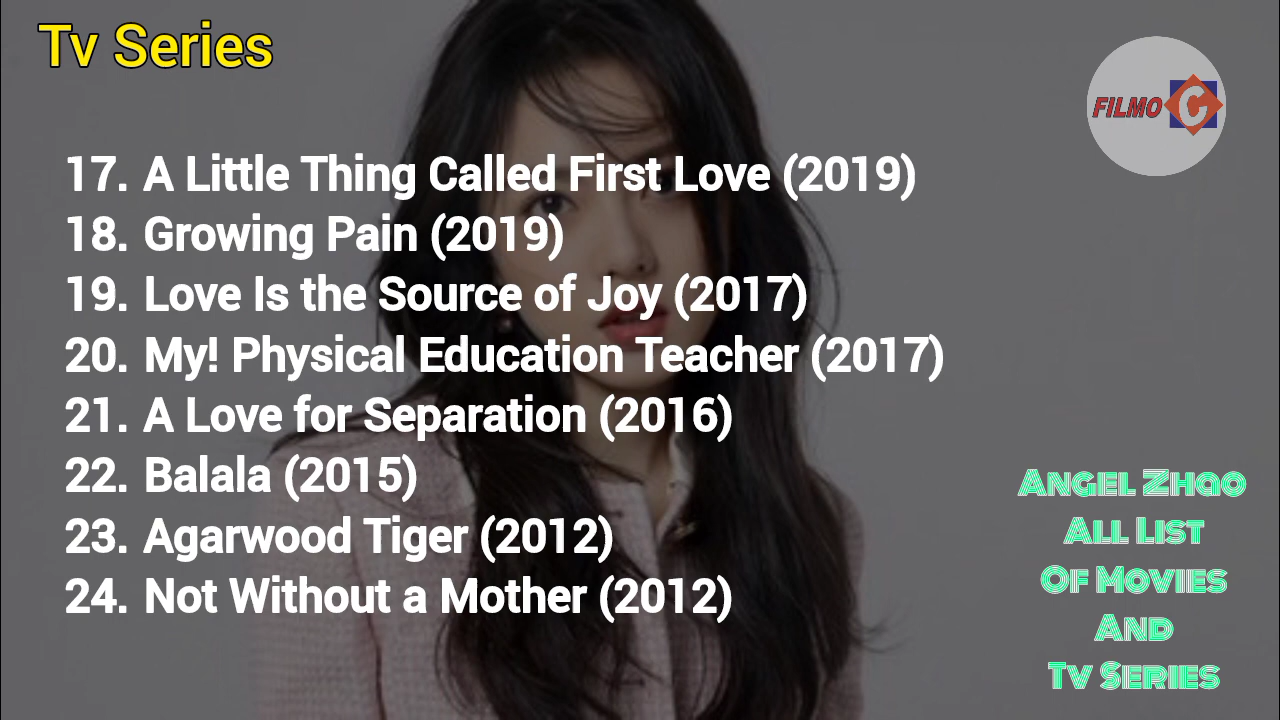 Tv Series
FILMO C
17. A Little Thing Called First Love (2019)
18. Growing Pain (2019)
19. Love Is the Source of Joy (2017)
20. My! Physical Education Teacher (2017)
21. A Love for Separation (2016)
22. Balala (2015)
23. Agarwood Tiger (2012)
24. Not Without a Mother (2012)
Angel Zhao
All List
Of Movies
And
Tv Series